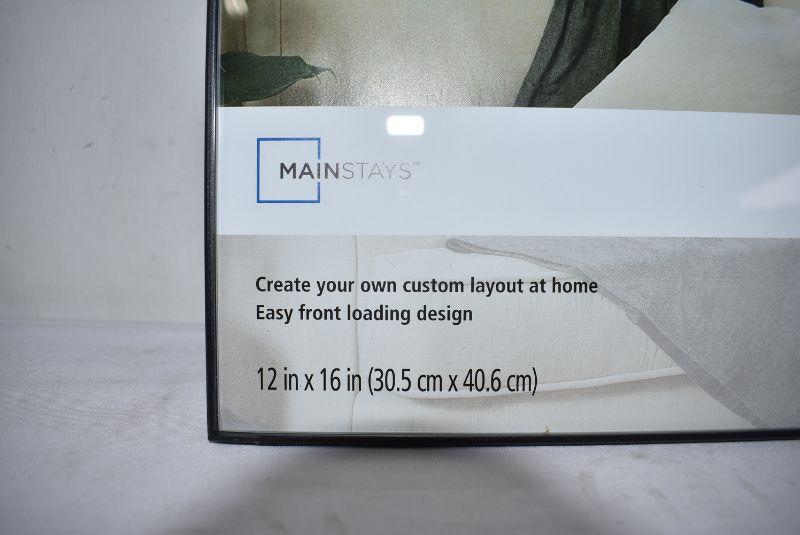 MAINSTAYS™
Create your own custom layout at home
Easy front loading design
12 in x 16 in (30.5 cm x 40.6 cm)